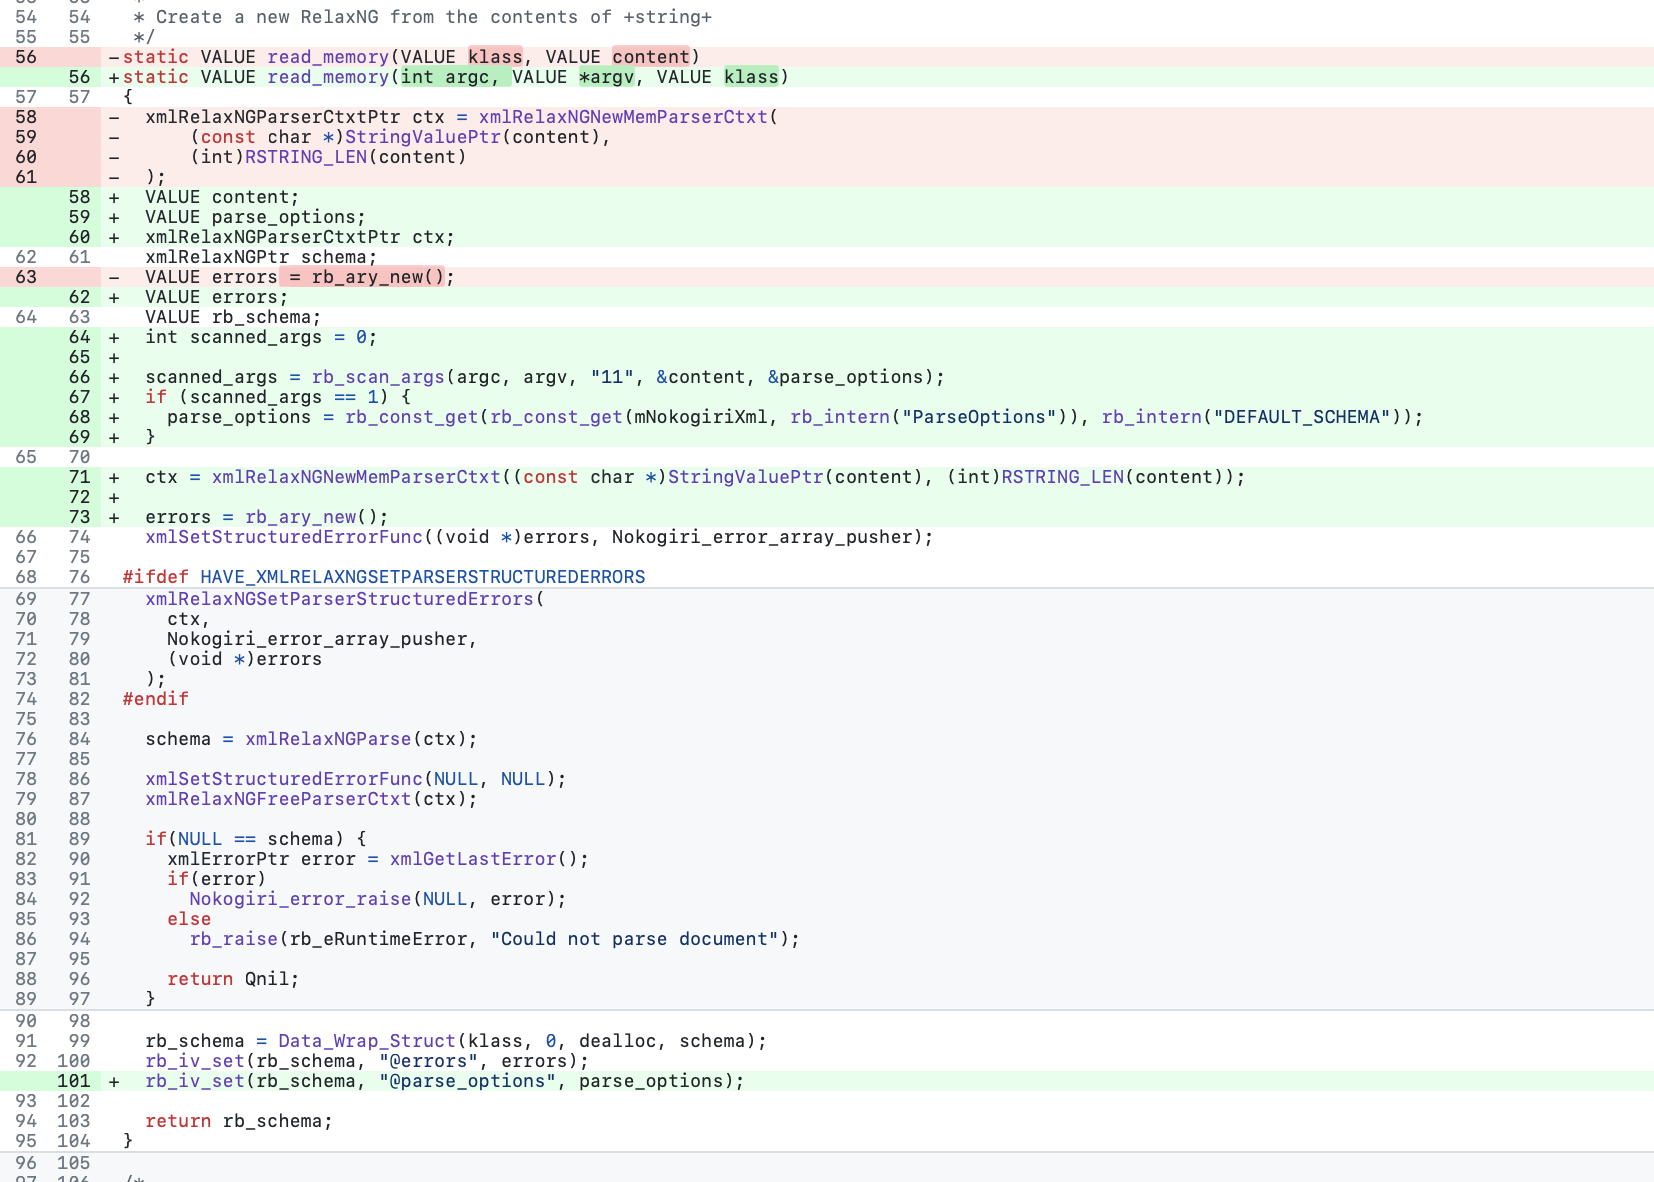 54 54 * Create a new RelaxNG from the contents of +string+
55 55 */
56 -static VALUE read_memory(VALUE klass, VALUE content)
56 +static VALUE read_memory(int argc, VALUE *argv, VALUE klass)
57 57 {
58 - xmlRelaxNGParserCtxtPtr ctx = xmlRelaxNGNewMemParserCtxt(
59 - (const char *)StringValuePtr(content),
60 - (int)RSTRING_LEN(content)
61 - );
58 + VALUE content;
59 + VALUE parse_options;
60 + xmlRelaxNGParserCtxtPtr ctx;
62 61 xmlRelaxNGPtr schema;
63 - VALUE errors = rb_ary_new();
62 + VALUE errors;
64 63 VALUE rb_schema;
64 + int scanned_args = 0;
65 +
66 + scanned_args = rb_scan_args(argc, argv, "11", &content, &parse_options);
67 + if (scanned_args == 1) {
68 + parse_options = rb_const_get(rb_const_get(mNokogiriXml, rb_intern("ParseOptions")), rb_intern("DEFAULT_SCHEMA"));
69 + }
65 70
71 + ctx = xmlRelaxNGNewMemParserCtxt((const char *)StringValuePtr(content), (int)RSTRING_LEN(content));
72 +
73 + errors = rb_ary_new();
66 74 xmlSetStructuredErrorFunc((void *)errors, Nokogiri_error_array_pusher);
67 75
68 76 #ifdef HAVE_XMLRELAXNGSETPARSERSTRUCTUREDERRORS
69 77 xmlRelaxNGSetParserStructuredErrors(
70 78 ctx,
71 79 Nokogiri_error_array_pusher,
72 80 (void *)errors
73 81 );
74 82 #endif
75 83
76 84 schema = xmlRelaxNGParse(ctx);
77 85
78 86 xmlSetStructuredErrorFunc(NULL, NULL);
79 87 xmlRelaxNGFreeParserCtxt(ctx);
80 88
81 89 if(NULL == schema) {
82 90 xmlErrorPtr error = xmlGetLastError();
83 91 if(error)
84 92 Nokogiri_error_raise(NULL, error);
85 93 else
86 94 rb_raise(rb_eRuntimeError, "Could not parse document");
87 95
88 96 return Qnil;
89 97 }
90 98
91 99 rb_schema = Data_Wrap_Struct(klass, 0, dealloc, schema);
92 100 rb_iv_set(rb_schema, "@errors", errors);
101 + rb_iv_set(rb_schema, "@parse_options", parse_options);
93 102
94 103 return rb_schema;
95 104 }
96 105